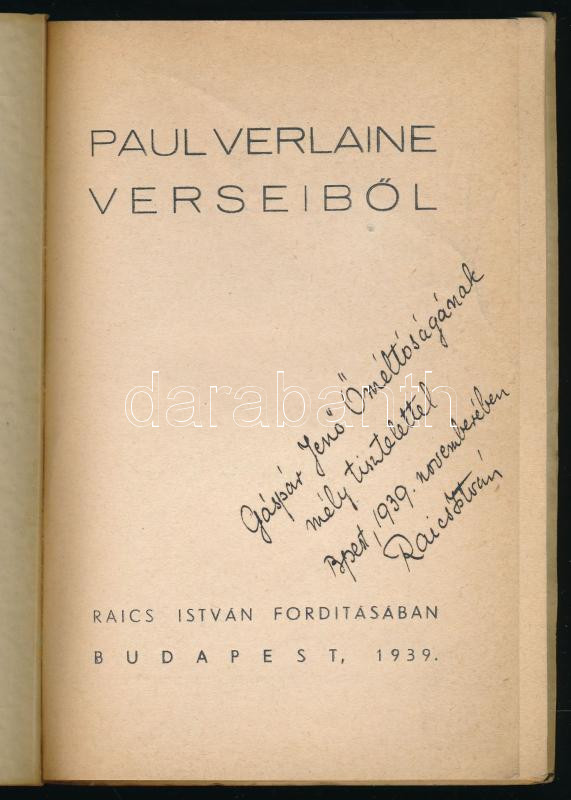 PAUL VERLAINE
VERSEIBŐL
Gáspár Jenő Őméltóságának
mély tisztelettel
Bpest, 1939. novemberében
Raics István
darabanth
RAICS ISTVÁN FORDITÁSÁBAN
BUDAPEST, 1939.